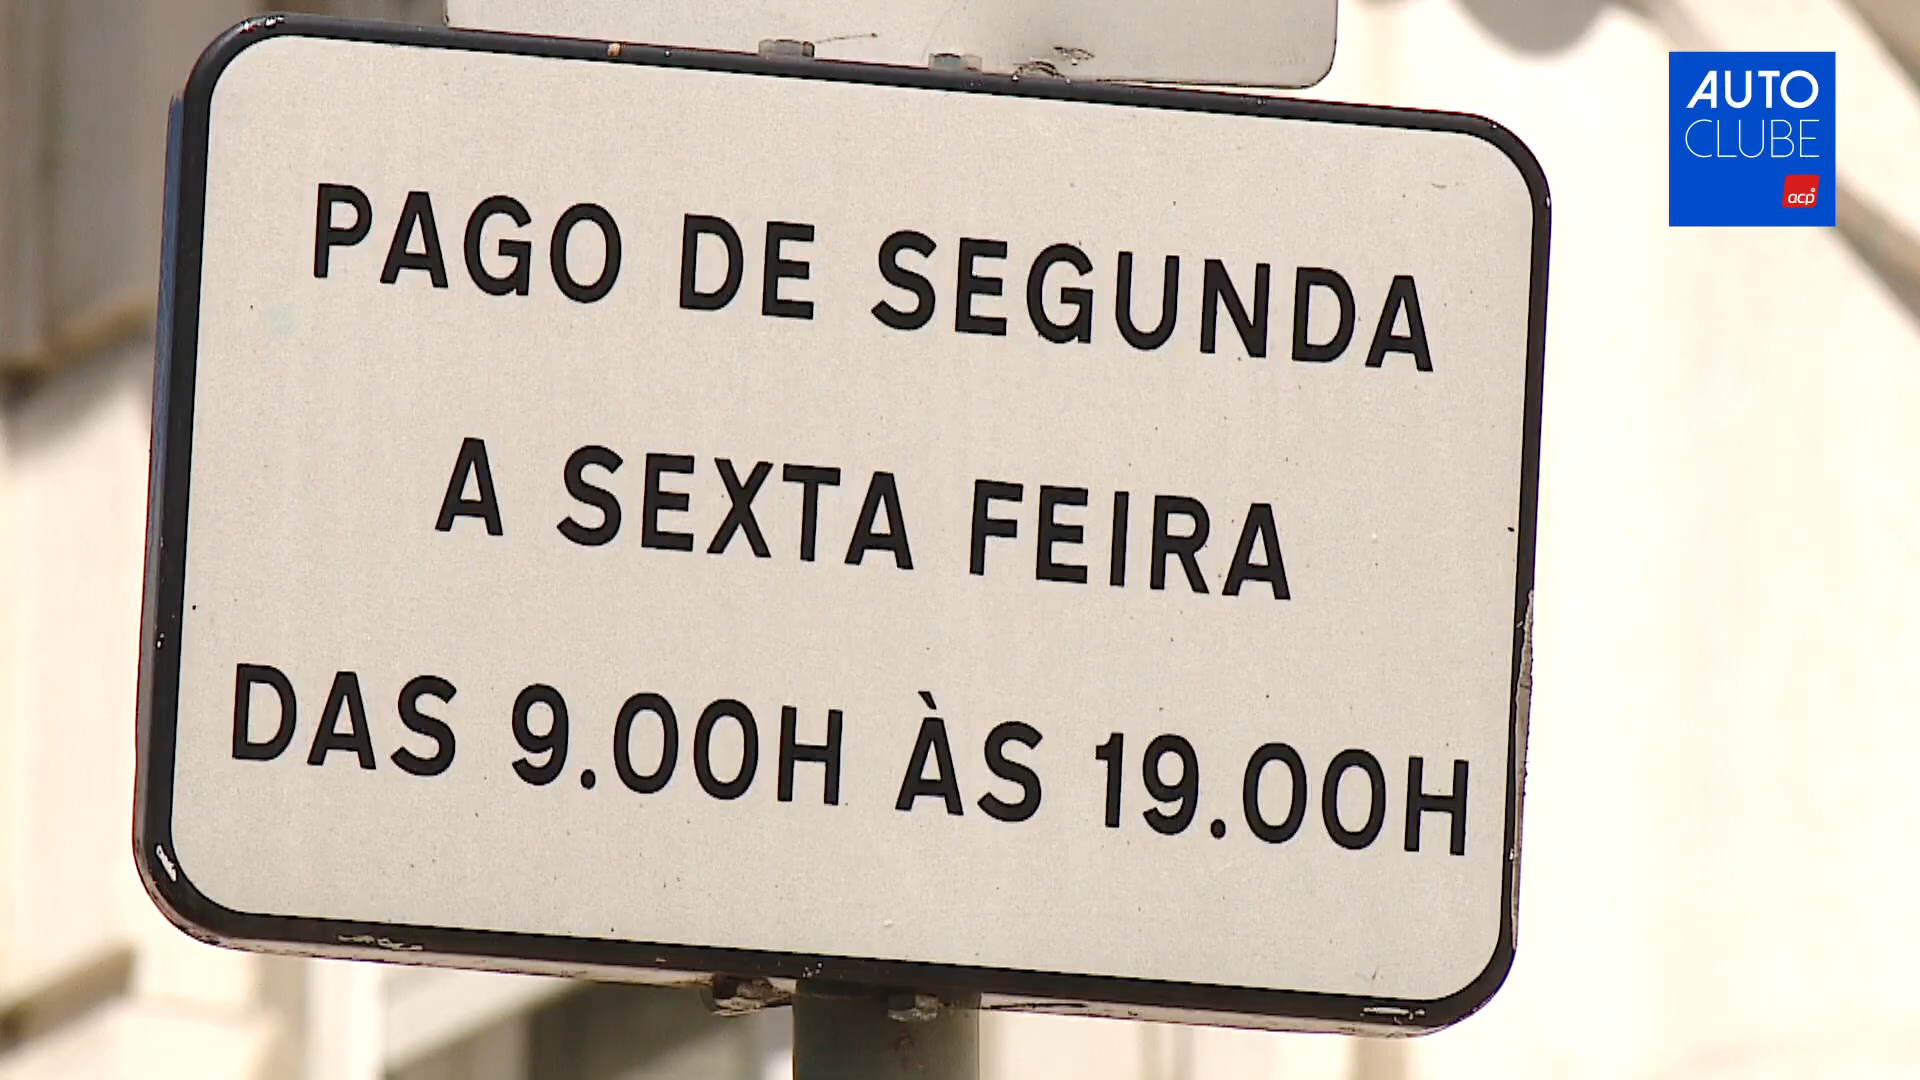 PAGO DE SEGUNDA
A SEXTA FEIRA
DAS 9.00H ÀS 19.00H
AUTO
CLUBE
acp